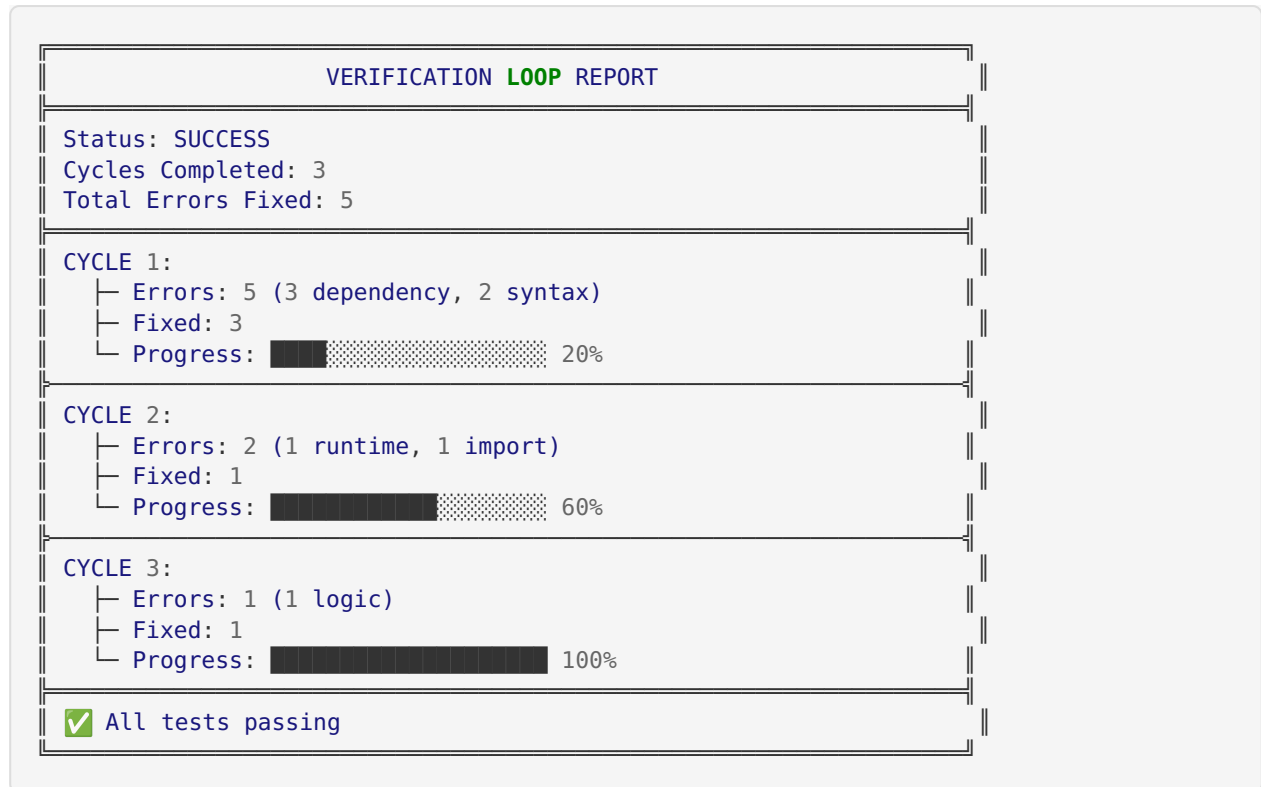 VERIFICATION LOOP REPORT
Status: SUCCESS
Cycles Completed: 3
Total Errors Fixed: 5
CYCLE 1:
├─ Errors: 5 (3 dependency, 2 syntax)
├─ Fixed: 3
└─ Progress: ████░░░░░░░░░░░░░░░░ 20%
CYCLE 2:
├─ Errors: 2 (1 runtime, 1 import)
├─ Fixed: 1
└─ Progress: ████████████░░░░░░░░ 60%
CYCLE 3:
├─ Errors: 1 (1 logic)
├─ Fixed: 1
└─ Progress: ████████████████████ 100%
✅ All tests passing